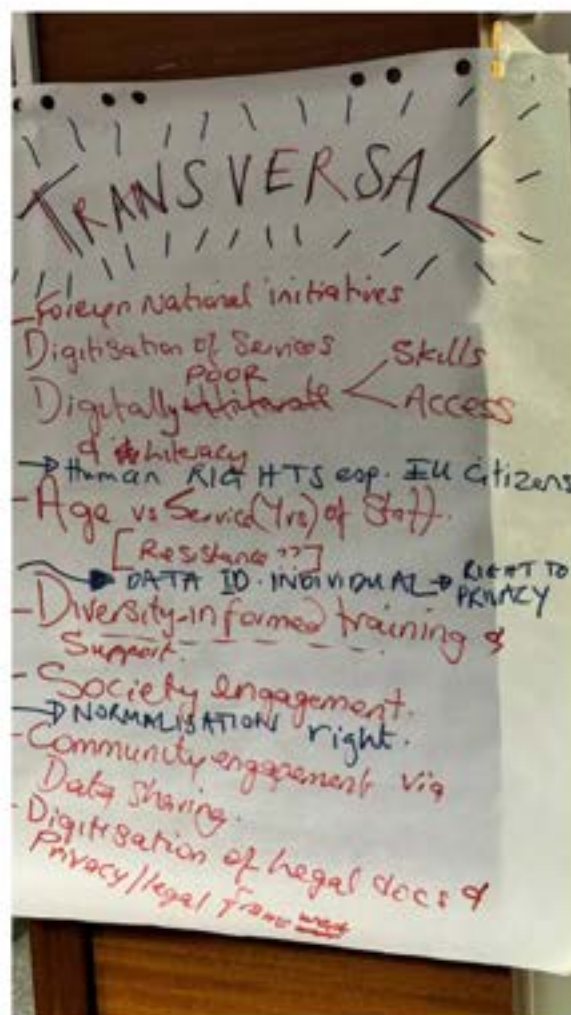 TRANSVERSAL
- Foreign National initiatives
Digitisation of Services
POOR
Digitally illiterate < Skills
Access
& literacy
→ Human RIGHTS esp. EU Citizens
- Age vs Service (Yrs) of Staff.
[Resistance ??]
→ DATA ID. INDIVIDUAL → RIGHT TO
PRIVACY
- Diversity-informed training &
Support.
- Society engagement.
→ NORMALISATION right.
- Community engagement via
Data sharing.
- Digitisation of Legal docs &
Privacy/legal